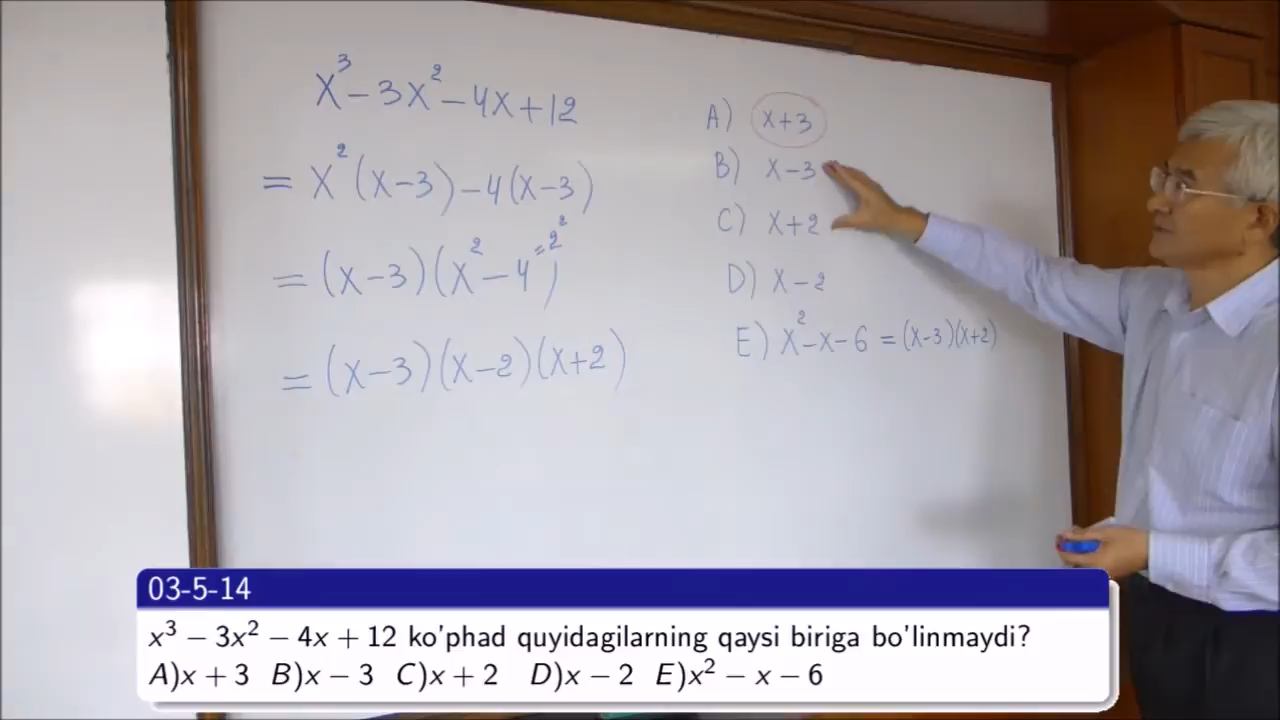 x³ − 3x² − 4x + 12
= x²(x−3) − 4(x−3)
= (x−3)(x² − 4 = 2²)
= (x−3)(x−2)(x+2)
A) x+3
B) x−3
C) x+2
D) x−2
E) x² − x − 6 = (x−3)(x+2)
03-5-14
x³ − 3x² − 4x + 12 ko'phad quyidagilarning qaysi biriga bo'linmaydi?
A)x + 3 B)x − 3 C)x + 2 D)x − 2 E)x² − x − 6